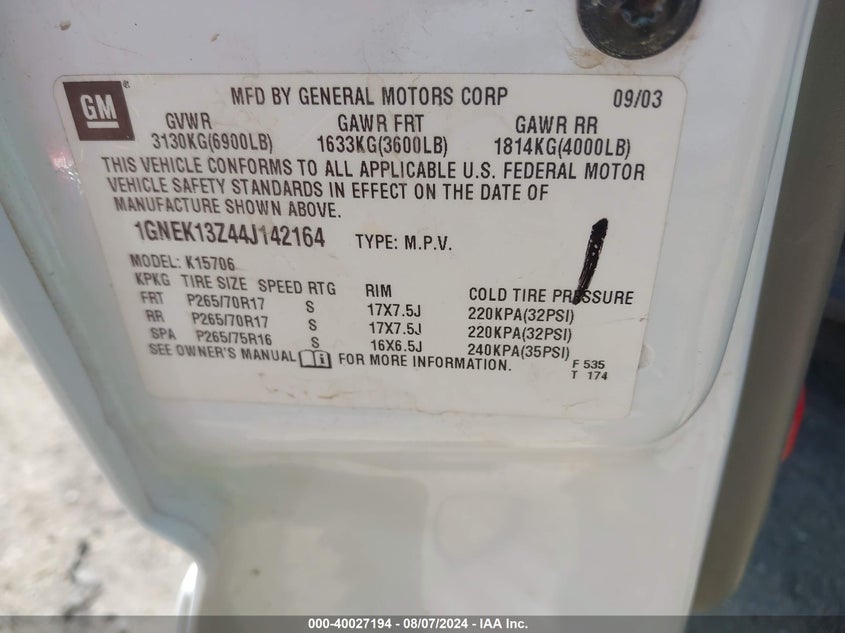 GM
®
MFD BY GENERAL MOTORS CORP 09/03
GVWR GAWR FRT GAWR RR
3130KG(6900LB) 1633KG(3600LB) 1814KG(4000LB)
THIS VEHICLE CONFORMS TO ALL APPLICABLE U.S. FEDERAL MOTOR
VEHICLE SAFETY STANDARDS IN EFFECT ON THE DATE OF
MANUFACTURE SHOWN ABOVE.
1GNEK13Z44J142164 TYPE: M.P.V.
MODEL: K15706
KPKG TIRE SIZE SPEED RTG RIM COLD TIRE PRESSURE
FRT P265/70R17 S 17X7.5J 220KPA(32PSI)
RR P265/70R17 S 17X7.5J 220KPA(32PSI)
SPA P265/75R16 S 16X6.5J 240KPA(35PSI)
SEE OWNER'S MANUAL i FOR MORE INFORMATION.
F 535
T 174
000-40027194 - 08/07/2024 - IAA Inc.